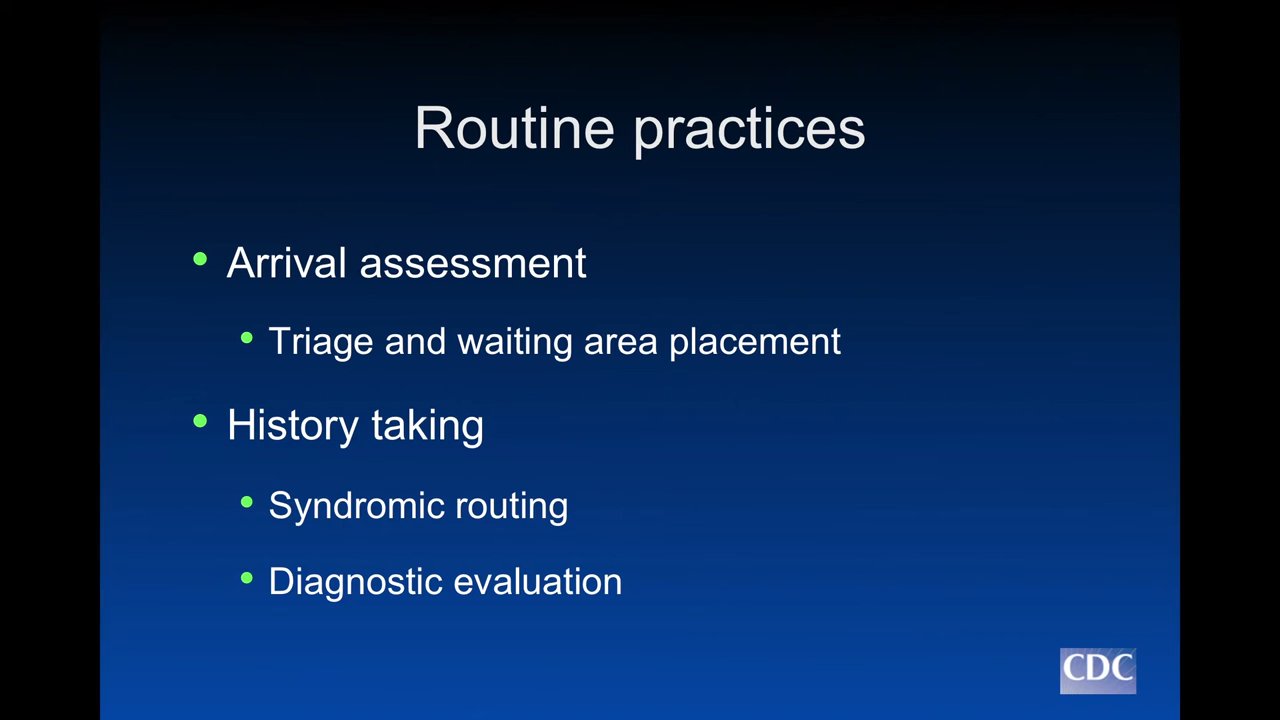 Routine practices
• Arrival assessment
• Triage and waiting area placement
• History taking
• Syndromic routing
• Diagnostic evaluation
CDC